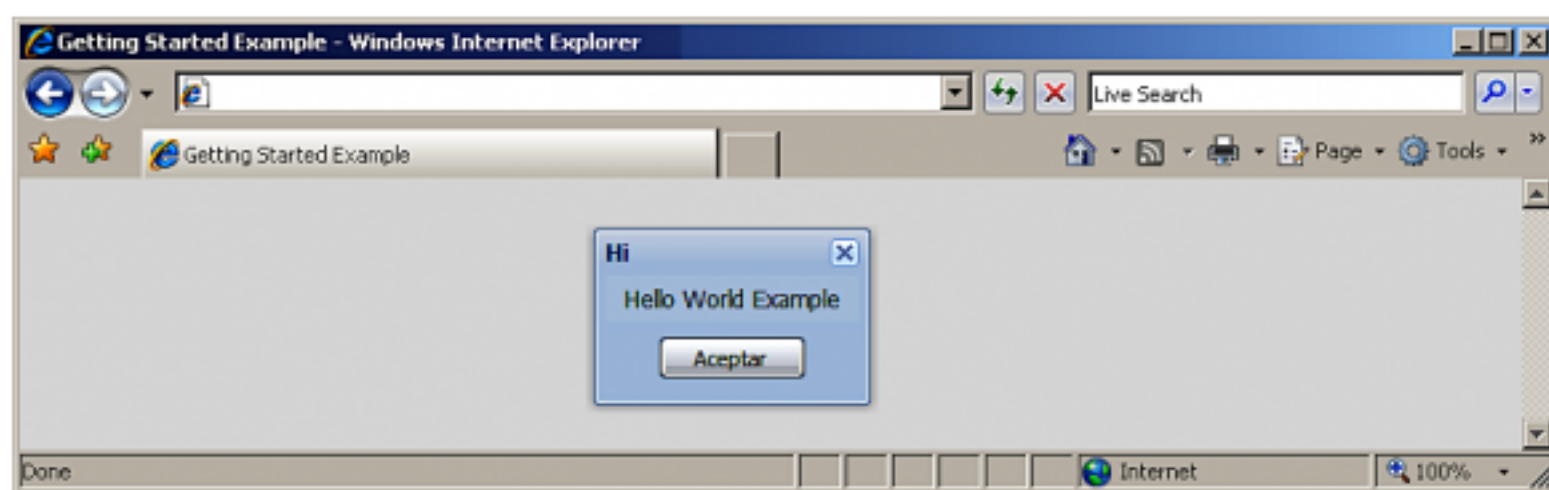 Getting Started Example - Windows Internet Explorer
Live Search
Getting Started Example
Page
Tools
Hi
Hello World Example
Aceptar
Done
Internet
100%